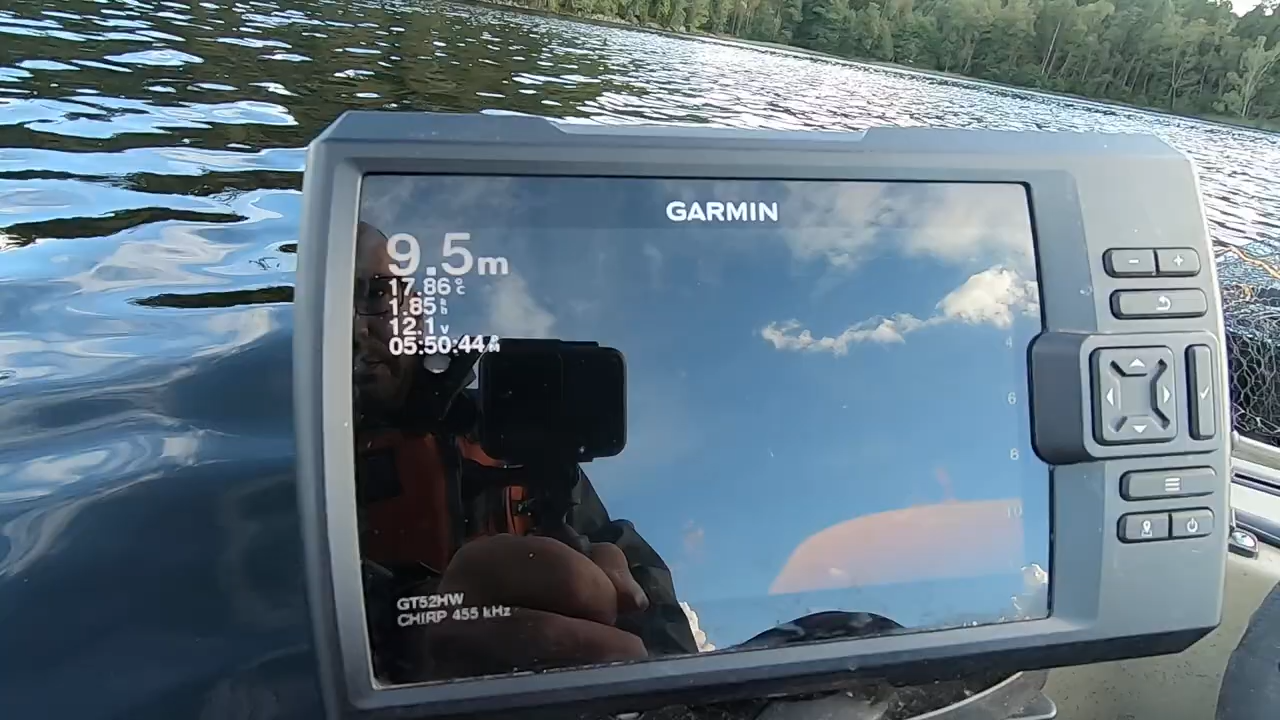 GARMIN
9.5m
17.86°c
1.85
12.1v
05:50:44
4
6
8
10
GT52HW
CHIRP 455 kHz